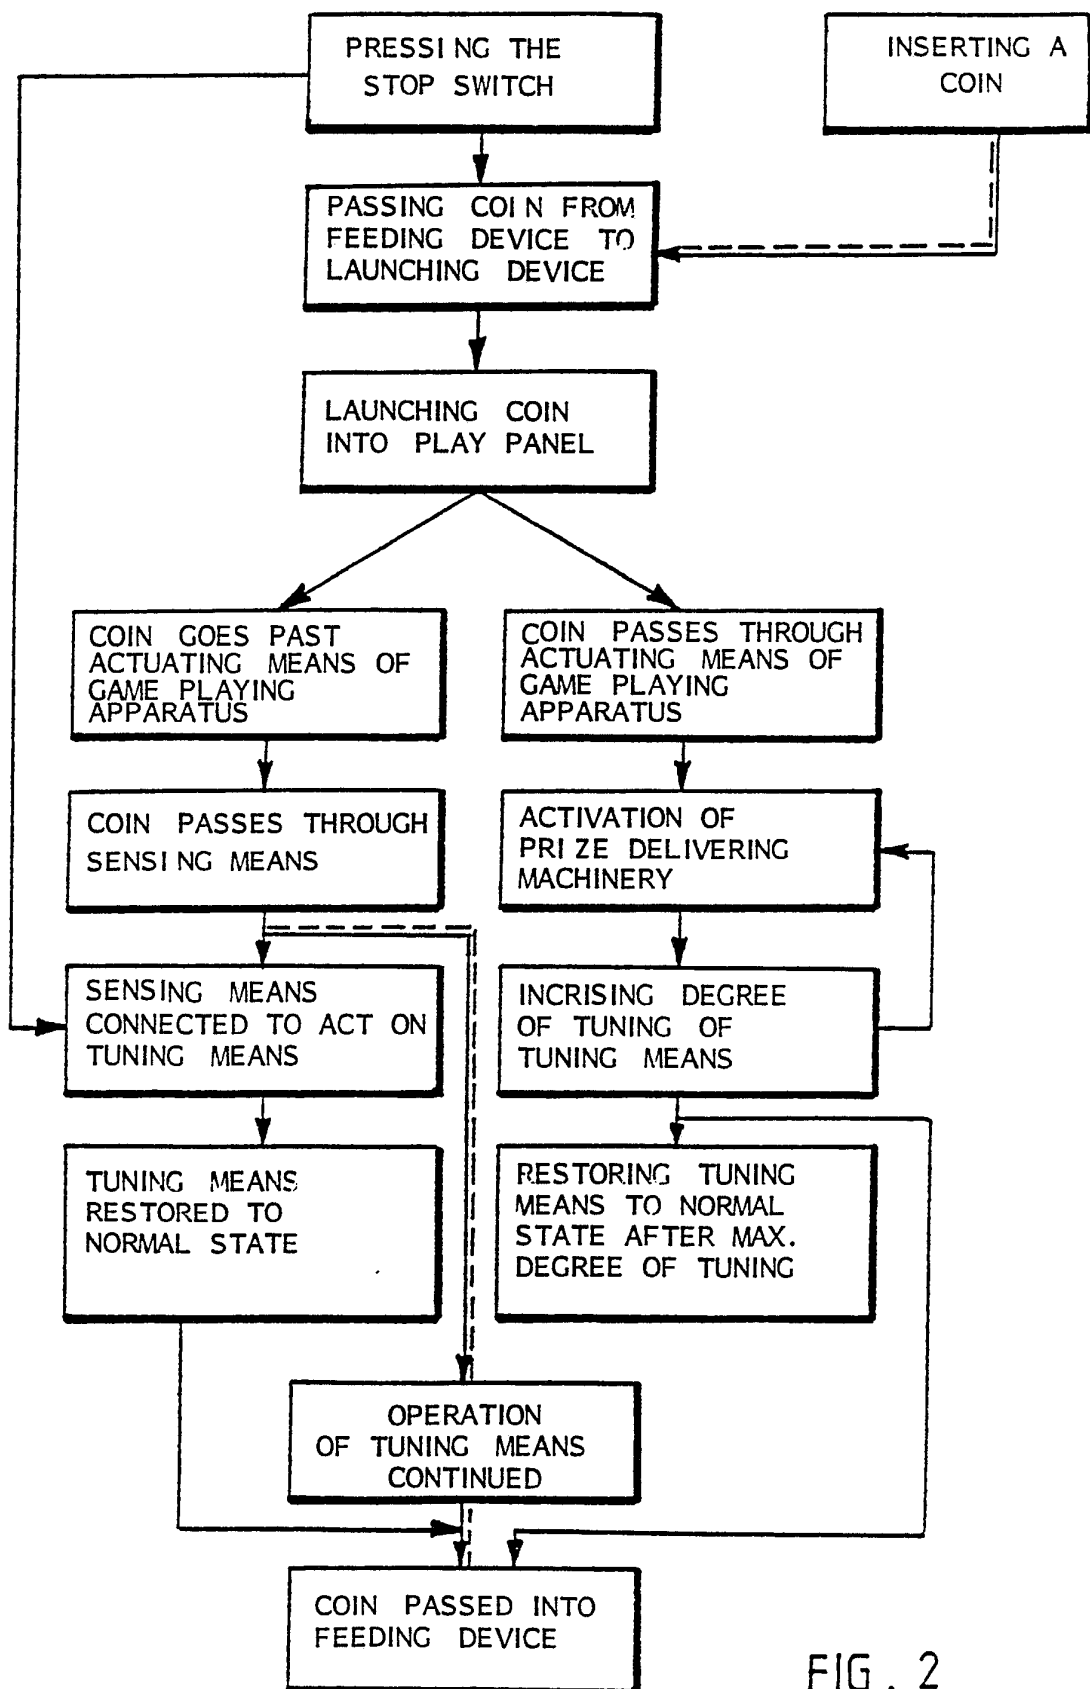 PRESSING THE
STOP SWITCH
INSERTING A
COIN
PASSING COIN FROM
FEEDING DEVICE TO
LAUNCHING DEVICE
LAUNCHING COIN
INTO PLAY PANEL
COIN GOES PAST
ACTUATING MEANS OF
GAME PLAYING
APPARATUS
COIN PASSES THROUGH
ACTUATING MEANS OF
GAME PLAYING
APPARATUS
COIN PASSES THROUGH
SENSING MEANS
ACTIVATION OF
PRIZE DELIVERING
MACHINERY
SENSING MEANS
CONNECTED TO ACT ON
TUNING MEANS
INCRISING DEGREE
OF TUNING OF
TUNING MEANS
TUNING MEANS
RESTORED TO
NORMAL STATE
RESTORING TUNING
MEANS TO NORMAL
STATE AFTER MAX.
DEGREE OF TUNING
OPERATION
OF TUNING MEANS
CONTINUED
COIN PASSED INTO
FEEDING DEVICE
FIG. 2